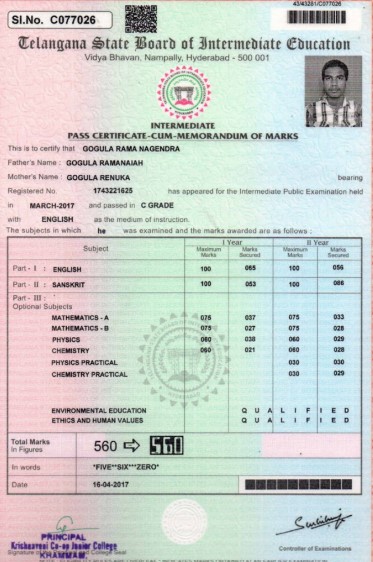 43/43281/C077026
Sl.No. C077026
Telangana State Board of Intermediate Education
Vidya Bhavan, Nampally, Hyderabad - 500 001
INTERMEDIATE
PASS CERTIFICATE-CUM-MEMORANDUM OF MARKS
This is to certify that GOGULA RAMA NAGENDRA
Father's Name : GOGULA RAMANAIAH
Mother's Name : GOGULA RENUKA bearing
Registered No. 1743221625 has appeared for the Intermediate Public Examination held
in MARCH-2017 and passed in C GRADE
with ENGLISH as the medium of instruction.
The subjects in which he was examined and the marks awarded are as follows :
Subject I Year II Year
Maximum Marks Marks Secured Maximum Marks Marks Secured
Part - I : ENGLISH 100 065 100 056
Part - II : SANSKRIT 100 053 100
Part - III :
Optional Subjects
MATHEMATICS - A 075 037 075 033
MATHEMATICS - B 075 027 075 028
PHYSICS 060 038 060 029
CHEMISTRY 060 021 060 028
PHYSICS PRACTICAL 030 030
CHEMISTRY PRACTICAL 030 029
ENVIRONMENTAL EDUCATION Q U A L I F I E D
ETHICS AND HUMAN VALUES Q U A L I F I E D
Total Marks
In Figures 560 560
In words *FIVE**SIX***ZERO*
Date 16-04-2017
PRINCIPAL
Krishnaveni Co-op Junior College
KHAMMAM
Controller of Examinations